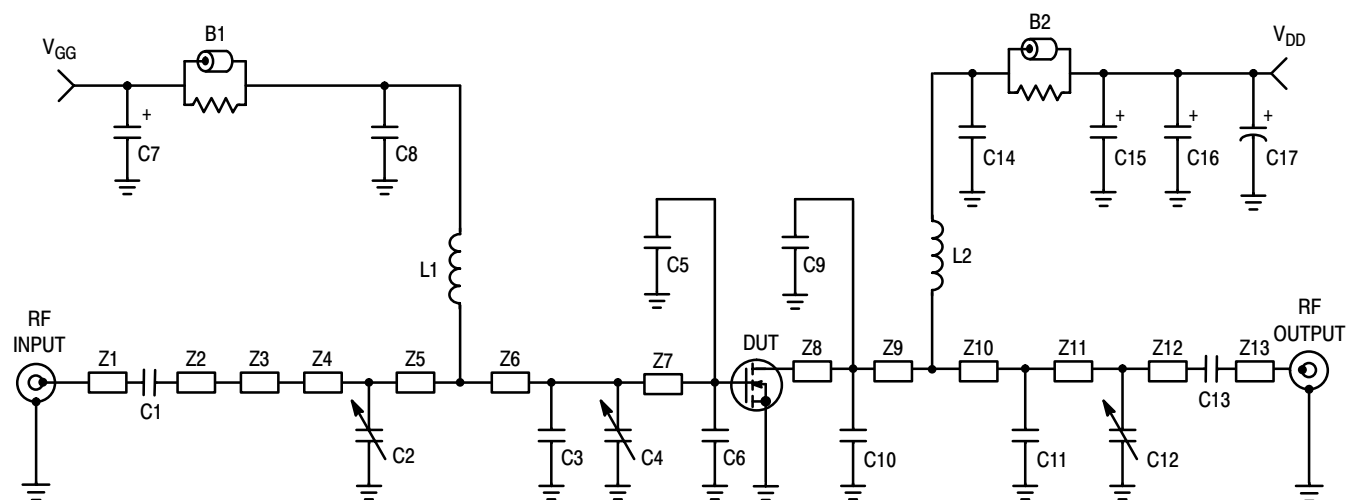 B1
B2
VGG
VDD
+
+
+
+
C7
C8
C14
C15
C16
C17
C5
C9
L1
L2
RF
INPUT
DUT
RF
OUTPUT
Z1
Z2
Z3
Z4
Z5
Z6
Z7
Z8
Z9
Z10
Z11
Z12
Z13
C1
C13
C2
C3
C4
C6
C10
C11
C12